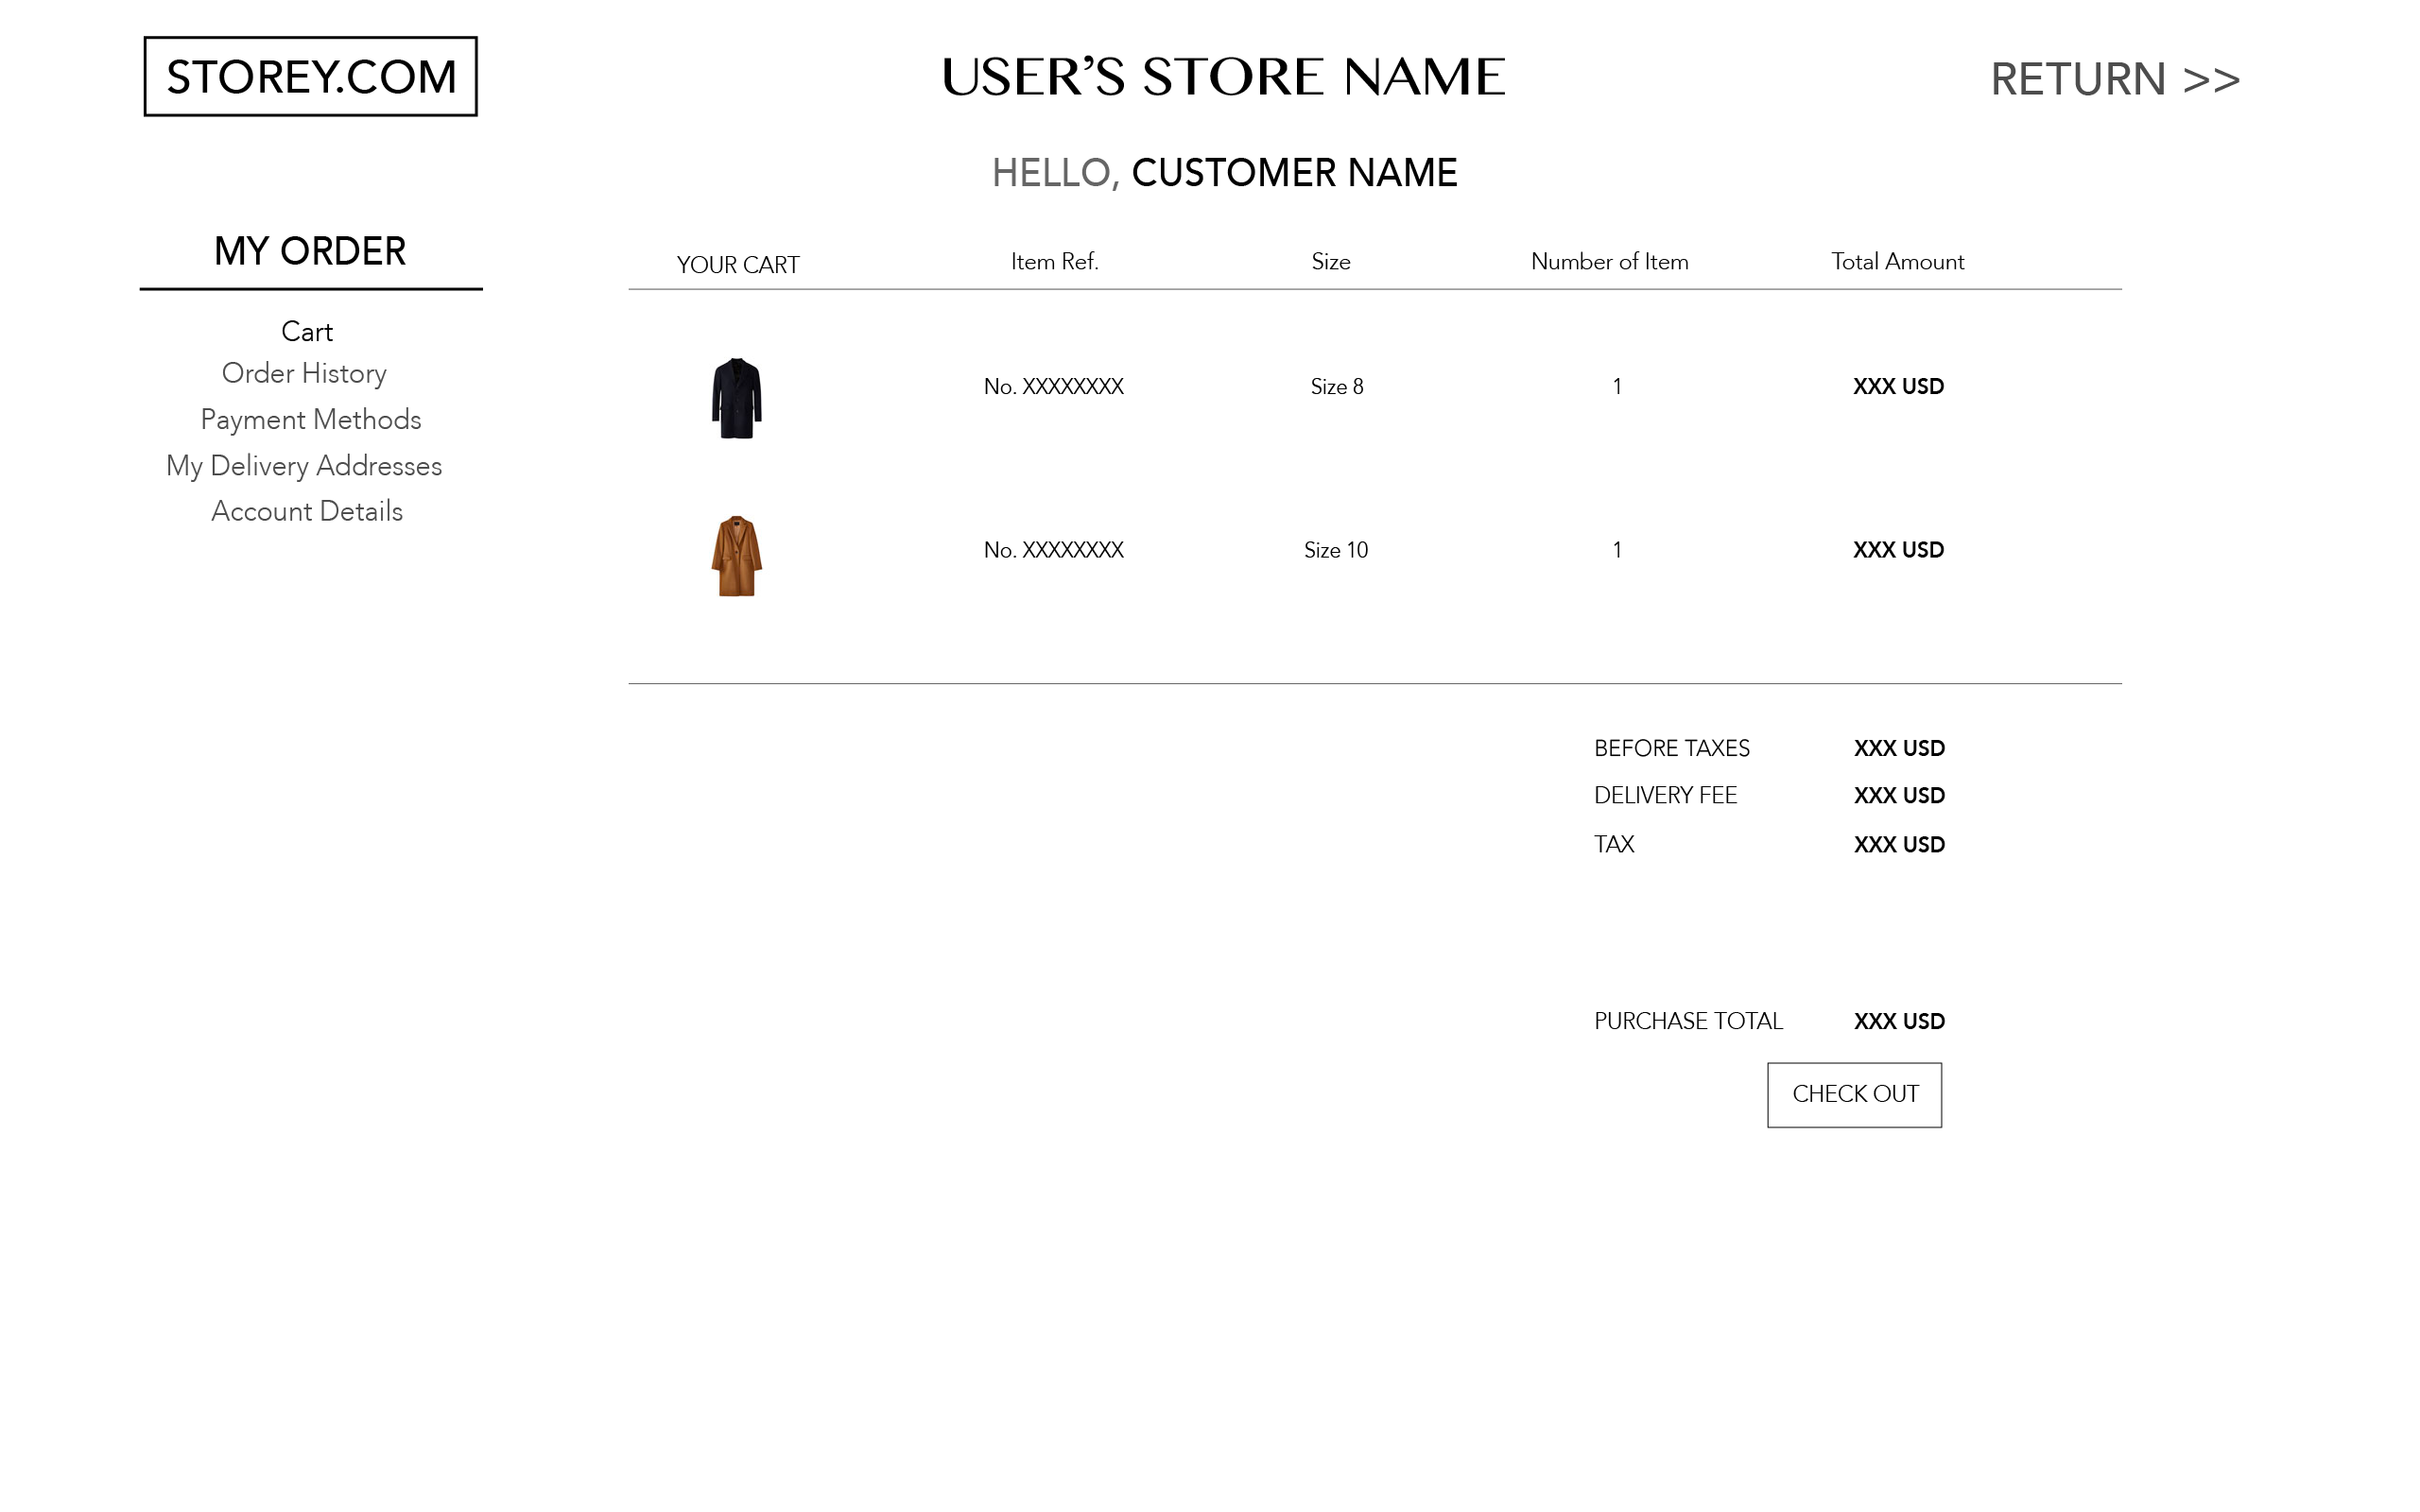 STOREY.COM
USER'S STORE NAME
RETURN >>
HELLO, CUSTOMER NAME
MY ORDER
Cart
Order History
Payment Methods
My Delivery Addresses
Account Details
YOUR CART Item Ref. Size Number of Item Total Amount
No. XXXXXXXX Size 8 1 XXX USD
No. XXXXXXXX Size 10 1 XXX USD
BEFORE TAXES XXX USD
DELIVERY FEE XXX USD
TAX XXX USD
PURCHASE TOTAL XXX USD
CHECK OUT